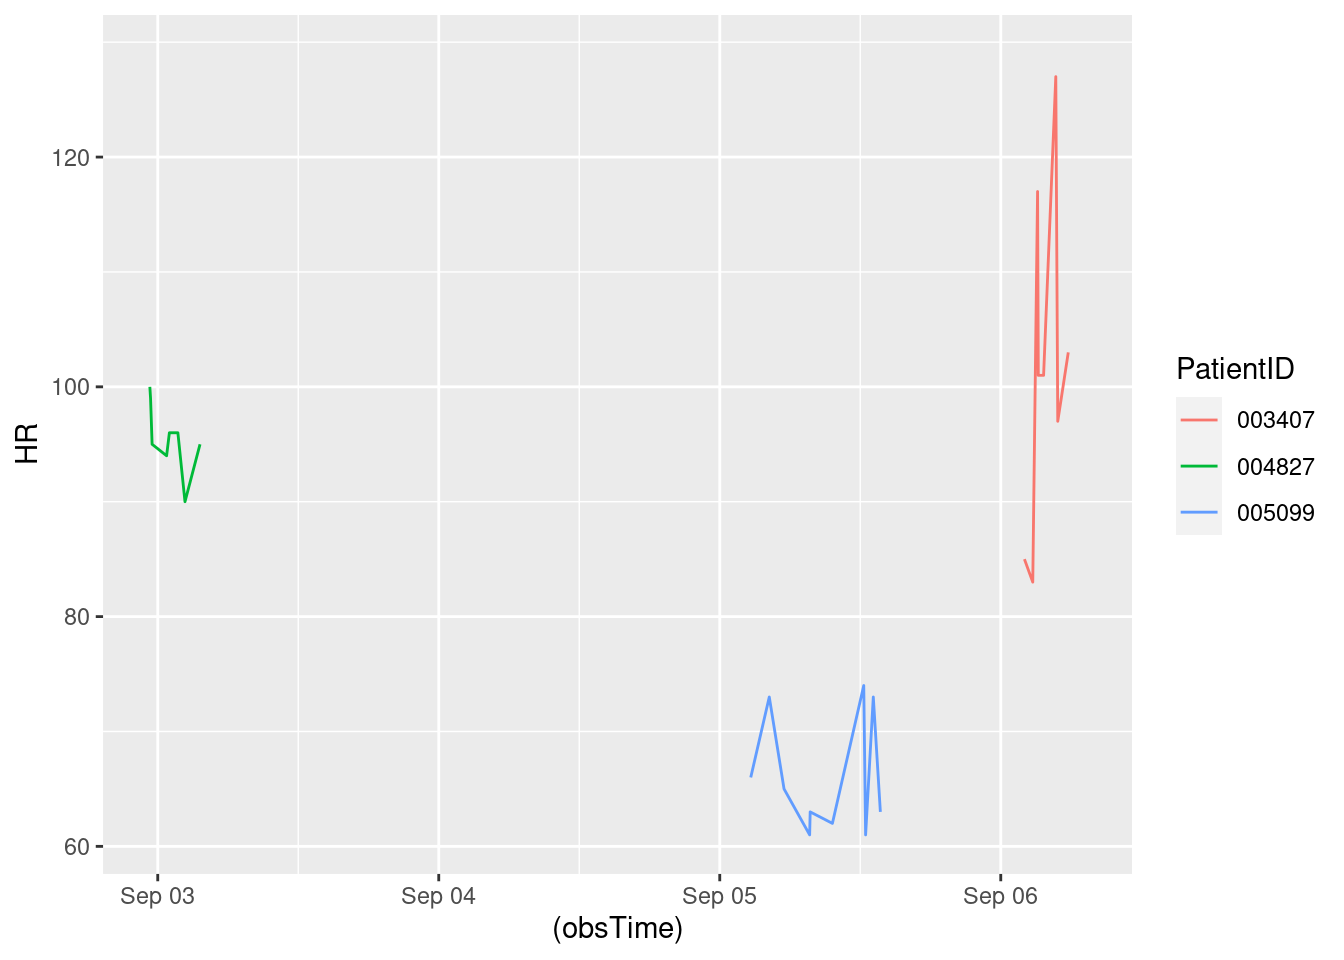 120
100
80
60
HR
Sep 03
Sep 04
Sep 05
Sep 06
(obsTime)
PatientID
003407
004827
005099